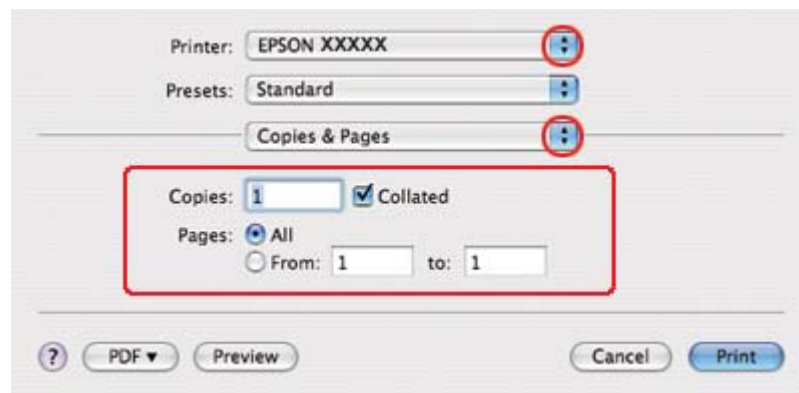 Printer: EPSON XXXXX
Presets: Standard
Copies & Pages
Copies: 1 Collated
Pages: All
From: 1 to: 1
? PDF Preview Cancel Print